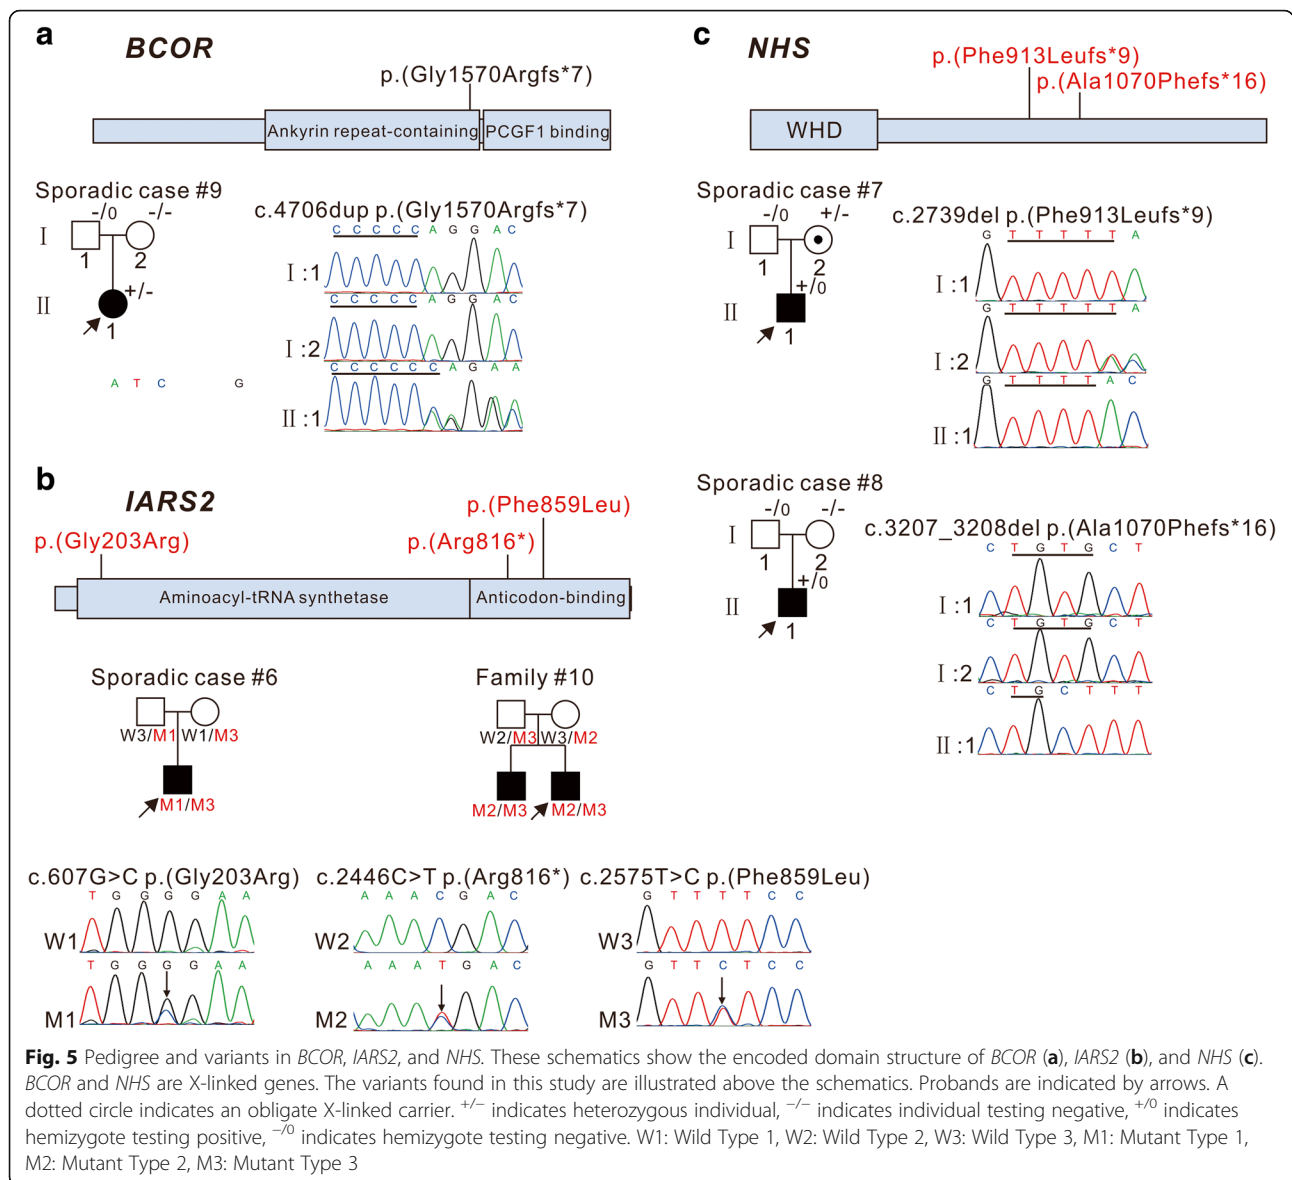 a
BCOR
p.(Gly1570Argfs*7)
Ankyrin repeat-containing
PCGF1 binding
Sporadic case #9
-/0 -/-
I
1 2
+/-
II
1
A T C G
c.4706dup p.(Gly1570Argfs*7)
C C C C C A G G A C
I:1
C C C C C A G G A C
I:2
C C C C C C A G A A
II:1
b
IARS2
p.(Phe859Leu)
p.(Gly203Arg)
p.(Arg816*)
Aminoacyl-tRNA synthetase
Anticodon-binding
Sporadic case #6
W3/M1 W1/M3
M1/M3
Family #10
W2/M3 W3/M2
M2/M3 M2/M3
c.607G>C p.(Gly203Arg)
T G G G G A A
W1
T G G G G A A
M1
c.2446C>T p.(Arg816*)
A A A C G A C
W2
A A A T G A C
M2
c.2575T>C p.(Phe859Leu)
G T T T T C C
W3
G T T C T C C
M3
c
NHS
p.(Phe913Leufs*9)
p.(Ala1070Phefs*16)
WHD
Sporadic case #7
-/0 +/-
I
1 2
+/0
II
1
c.2739del p.(Phe913Leufs*9)
G T T T T T A
I:1
G T T T T T A
I:2
G T T T T A C
II:1
Sporadic case #8
-/0 -/-
I
1 2
+/0
II
1
c.3207_3208del p.(Ala1070Phefs*16)
C T G T G C T
I:1
C T G T G C T
I:2
C T G C T T T
II:1
Fig. 5 Pedigree and variants in BCOR, IARS2, and NHS. These schematics show the encoded domain structure of BCOR (a), IARS2 (b), and NHS (c).
BCOR and NHS are X-linked genes. The variants found in this study are illustrated above the schematics. Probands are indicated by arrows. A
dotted circle indicates an obligate X-linked carrier. +/− indicates heterozygous individual, −/− indicates individual testing negative, +/0 indicates
hemizygote testing positive, −/0 indicates hemizygote testing negative. W1: Wild Type 1, W2: Wild Type 2, W3: Wild Type 3, M1: Mutant Type 1,
M2: Mutant Type 2, M3: Mutant Type 3